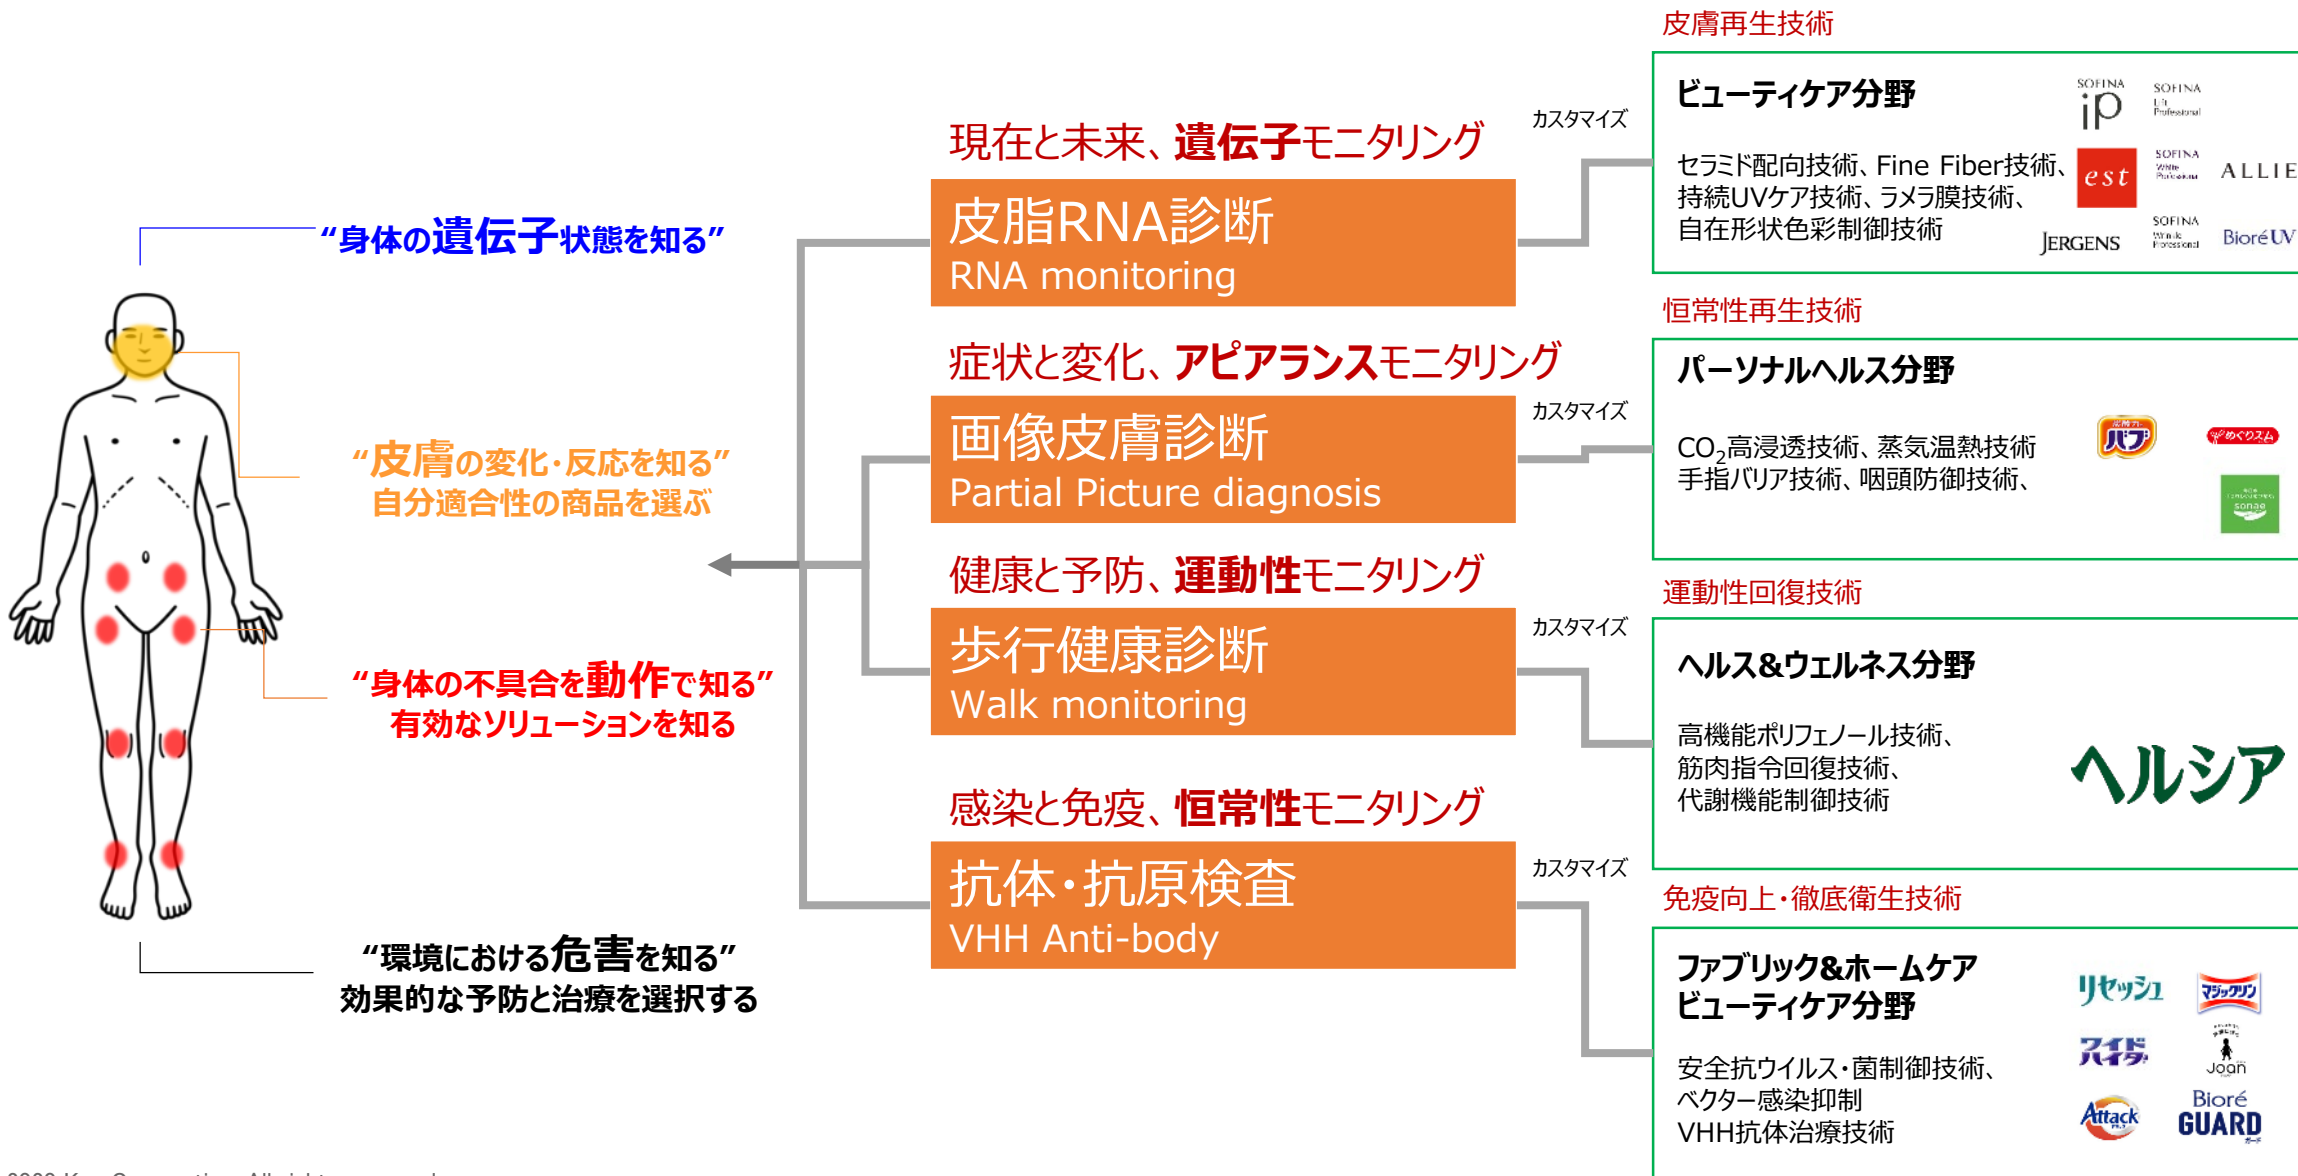 “身体の遺伝子状態を知る”
“皮膚の変化・反応を知る”
自分適合性の商品を選ぶ
“身体の不具合を動作で知る”
有効なソリューションを知る
“環境における危害を知る”
効果的な予防と治療を選択する
現在と未来、遺伝子モニタリング
皮脂RNA診断
RNA monitoring
症状と変化、アピアランスモニタリング
画像皮膚診断
Partial Picture diagnosis
健康と予防、運動性モニタリング
歩行健康診断
Walk monitoring
感染と免疫、恒常性モニタリング
抗体・抗原検査
VHH Anti-body
カスタマイズ
カスタマイズ
カスタマイズ
カスタマイズ
皮膚再生技術
ビューティケア分野
セラミド配向技術、Fine Fiber技術、
持続UVケア技術、ラメラ膜技術、
自在形状色彩制御技術
SOFINA
iP
SOFINA
Lift
Professional
est
SOFINA
White
Professional
ALLIE
JERGENS
SOFINA
Wrinkle
Professional
Bioré UV
恒常性再生技術
パーソナルヘルス分野
CO2高浸透技術、蒸気温熱技術
手指バリア技術、咽頭防御技術、
バブ
めぐりズム
sonae
運動性回復技術
ヘルス&ウェルネス分野
高機能ポリフェノール技術、
筋肉指令回復技術、
代謝機能制御技術
ヘルシア
免疫向上・徹底衛生技術
ファブリック&ホームケア
ビューティケア分野
安全抗ウイルス・菌制御技術、
ベクター感染抑制
VHH抗体治療技術
リセッシュ
マジックリン
ワイド
ハイター
Joan
Attack
Bioré
GUARD
ガード